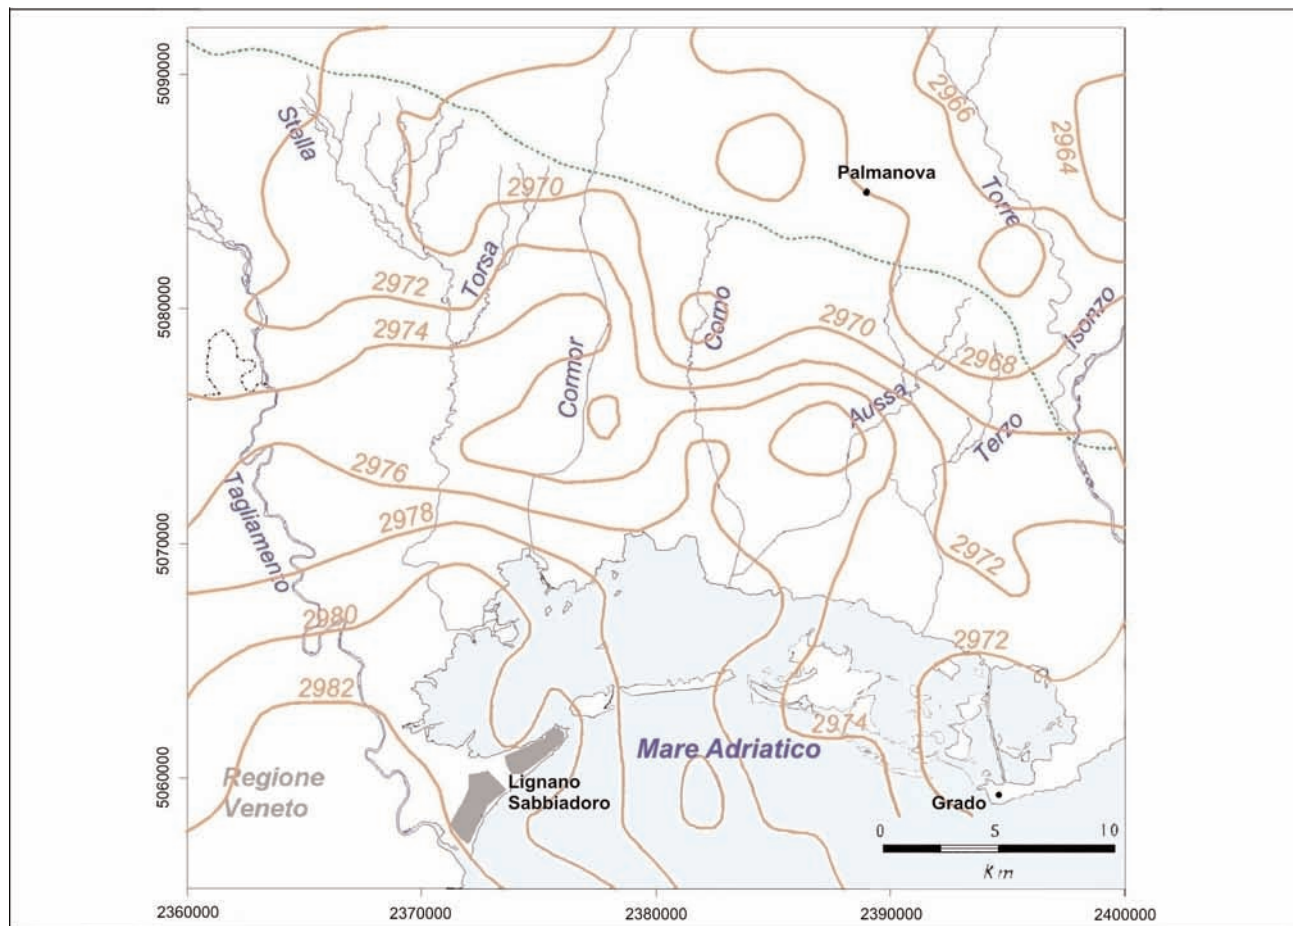 5090000
5080000
5070000
5060000
2360000
2370000
2380000
2390000
2400000
Stella
2966
2964
Palmanova
2970
Torre
Torsa
2972
2974
Cormor
Corno
2970
Isonzo
2968
Aussa
Terzo
2976
2978
Tagliamento
2972
2980
2972
2982
2974
Mare Adriatico
Regione
Veneto
Lignano
Sabbiadoro
Grado
0 5 10
Km